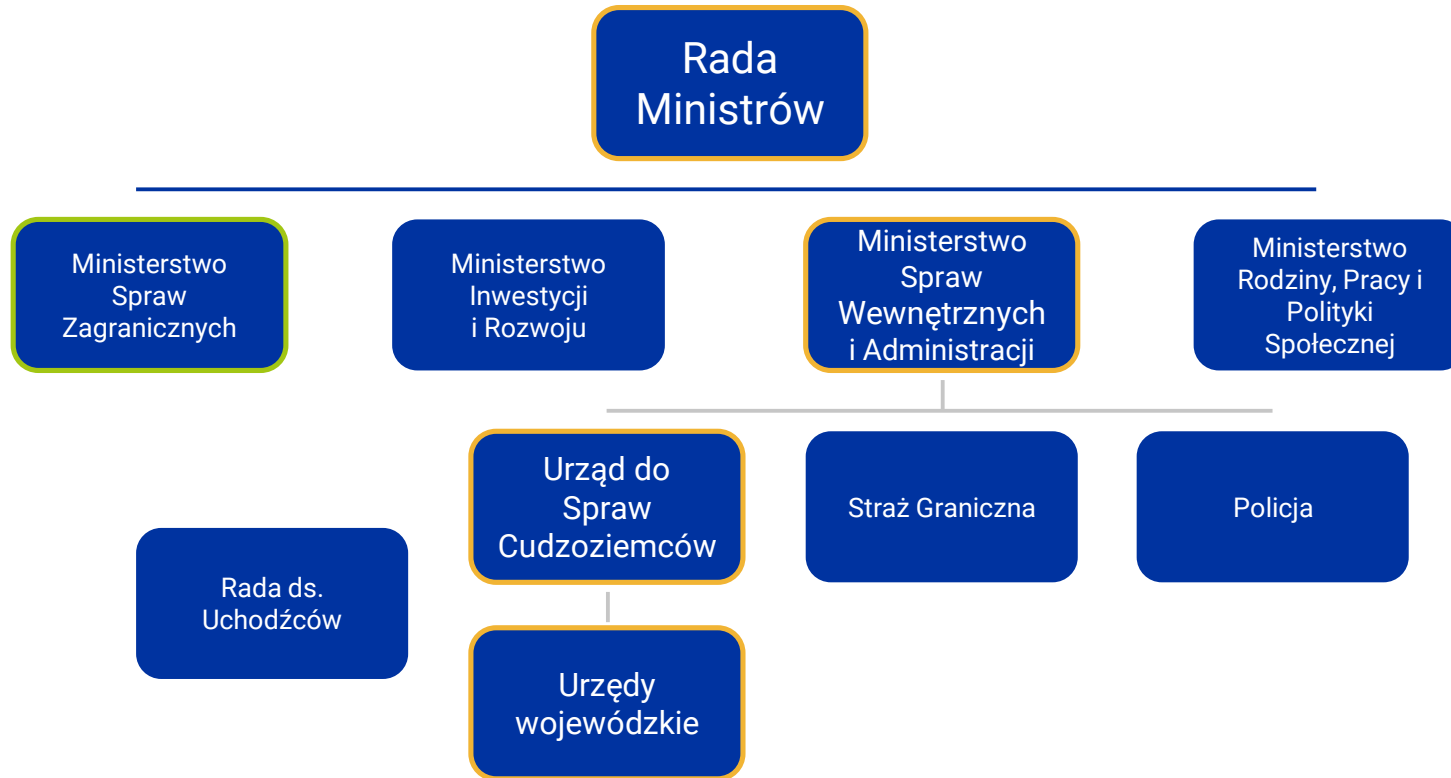 Rada
Ministrów
Ministerstwo
Spraw
Zagranicznych
Ministerstwo
Inwestycji
i Rozwoju
Ministerstwo
Spraw
Wewnętrznych
i Administracji
Ministerstwo
Rodziny, Pracy i
Polityki
Społecznej
Urząd do
Spraw
Cudzoziemców
Straż Graniczna
Policja
Rada ds.
Uchodźców
Urzędy
wojewódzkie